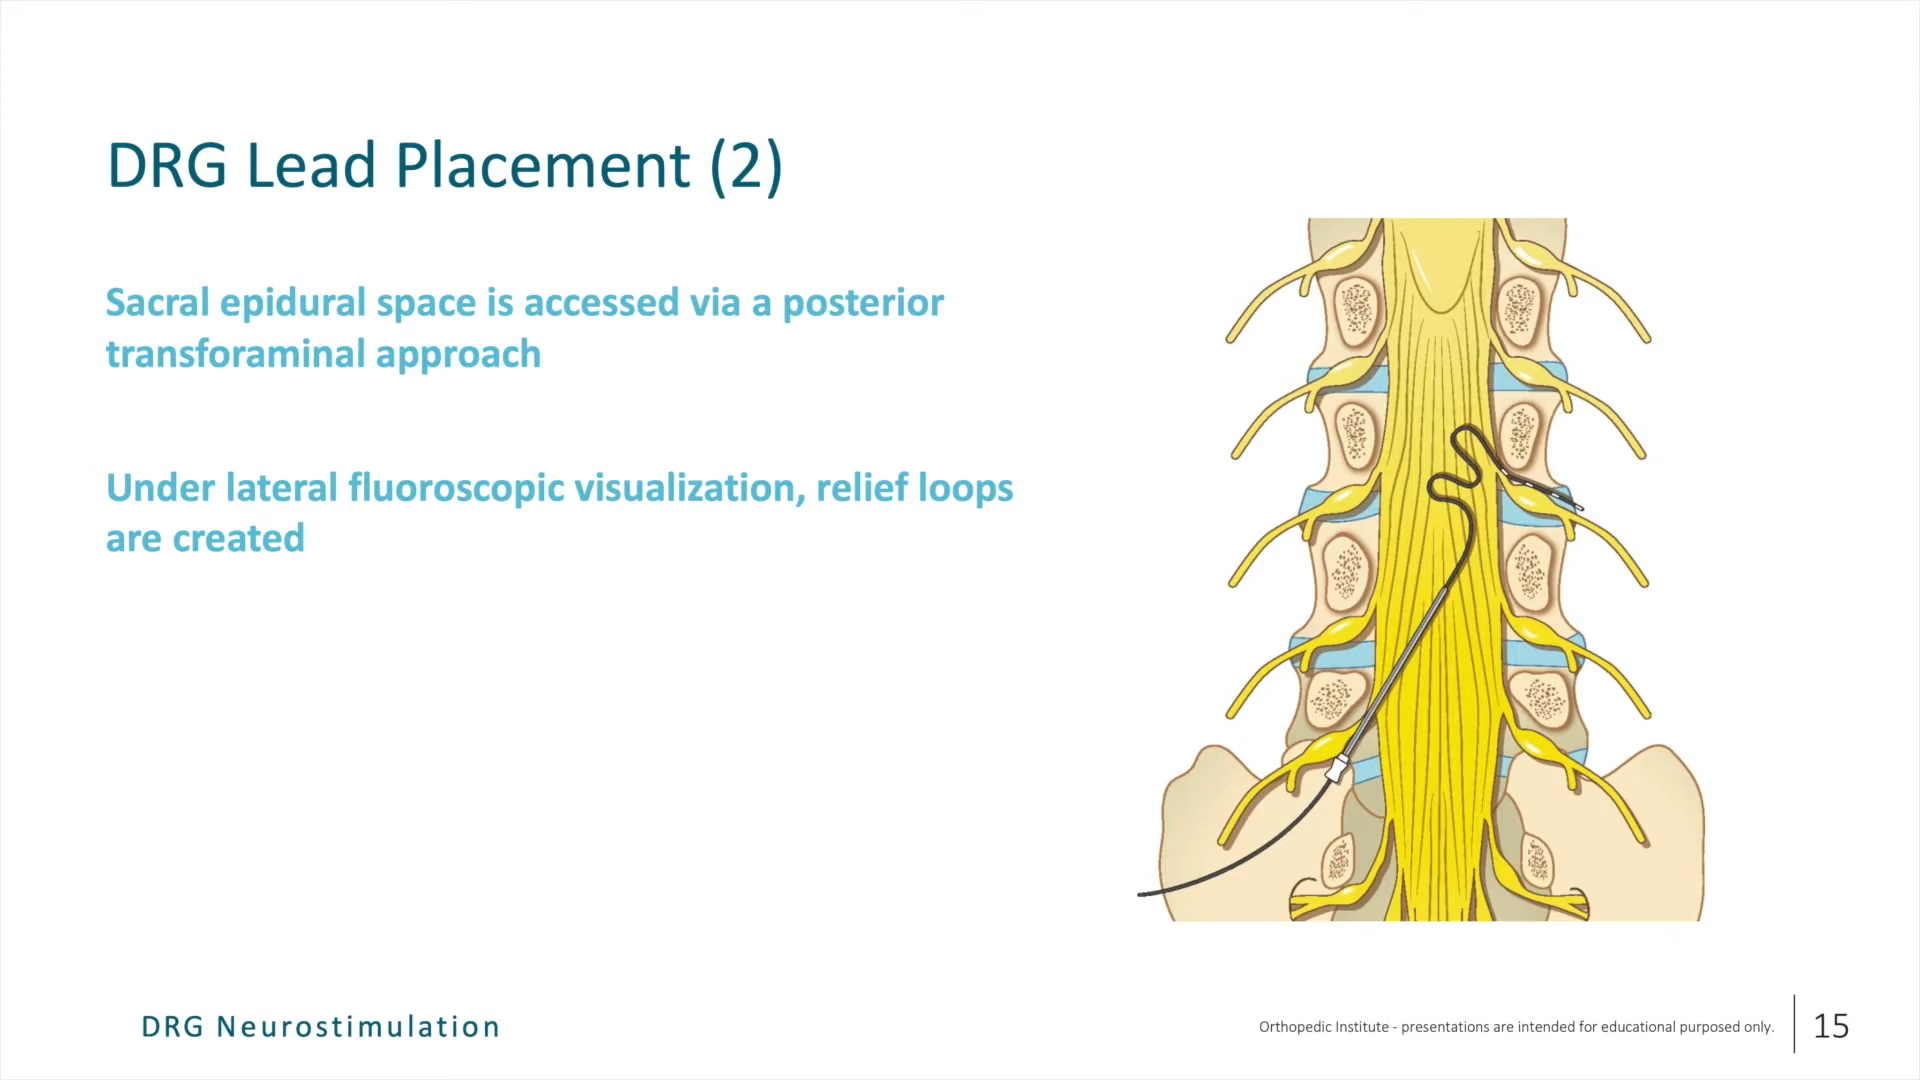 DRG Lead Placement (2)
Sacral epidural space is accessed via a posterior
transforaminal approach
Under lateral fluoroscopic visualization, relief loops
are created
DRG Neurostimulation
Orthopedic Institute - presentations are intended for educational purposed only.
15